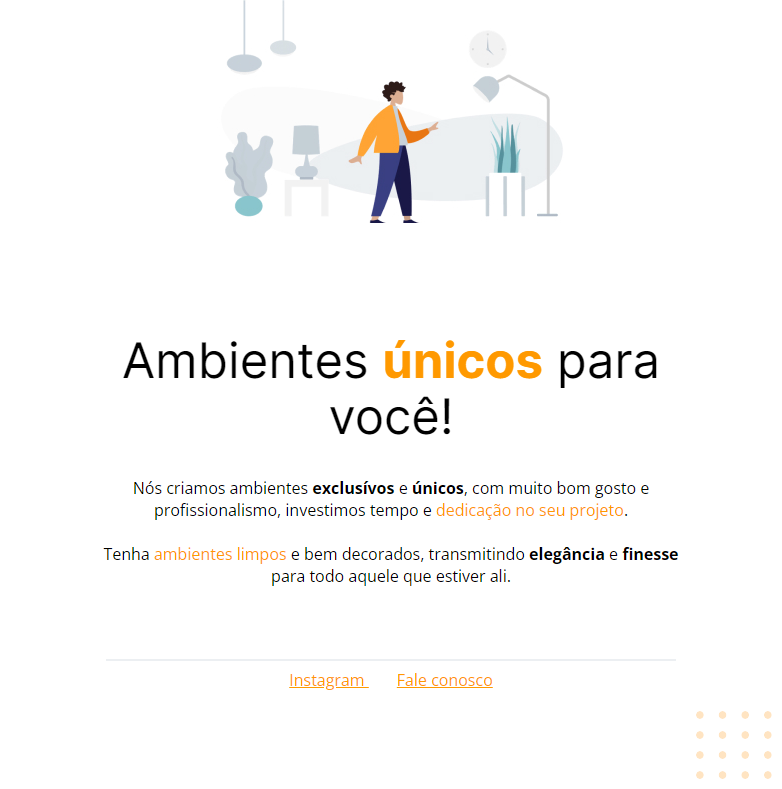 Ambientes únicos para
você!
Nós criamos ambientes exclusívos e únicos, com muito bom gosto e
profissionalismo, investimos tempo e dedicação no seu projeto.
Tenha ambientes limpos e bem decorados, transmitindo elegância e finesse
para todo aquele que estiver ali.
Instagram Fale conosco